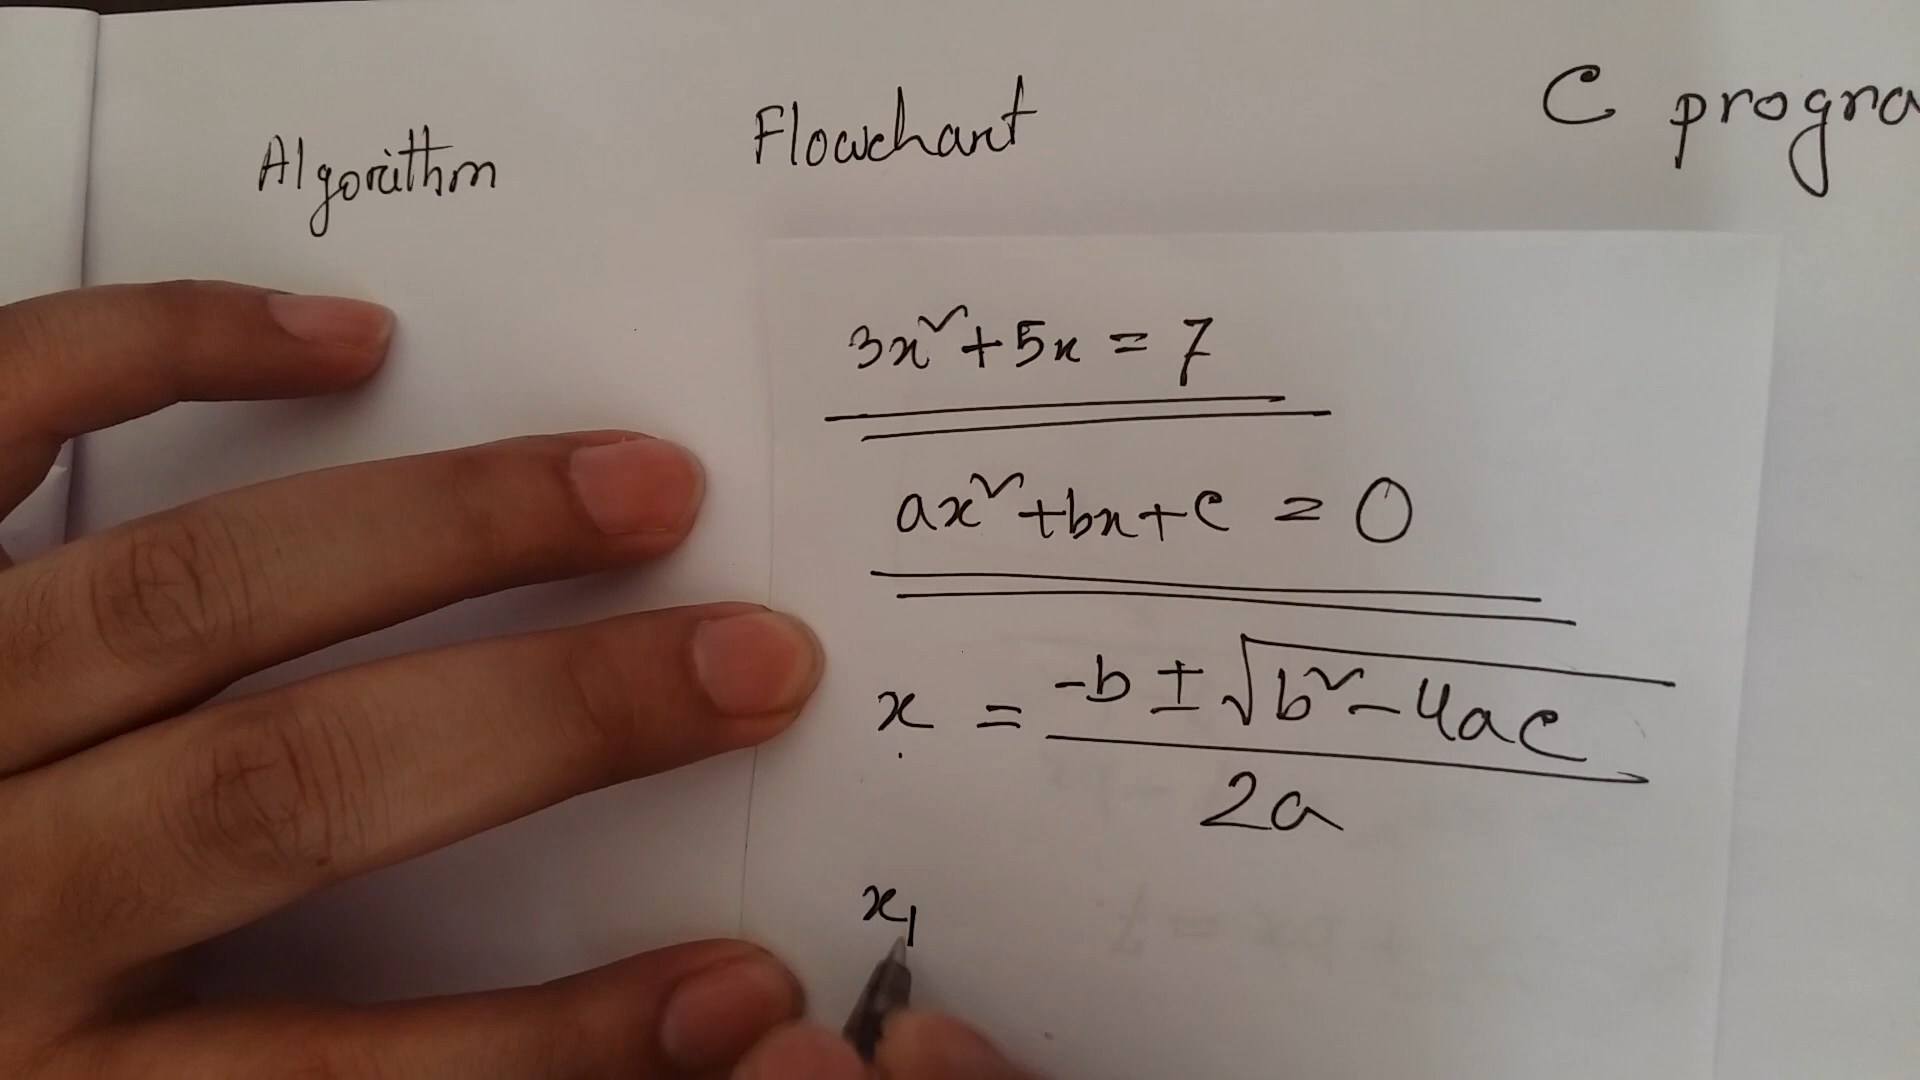 Algorithm
Flowchart
C progra
3x² + 5x = 7
ax² + bx + c = 0
x = -b ± √b² - 4ac
2a
x₁